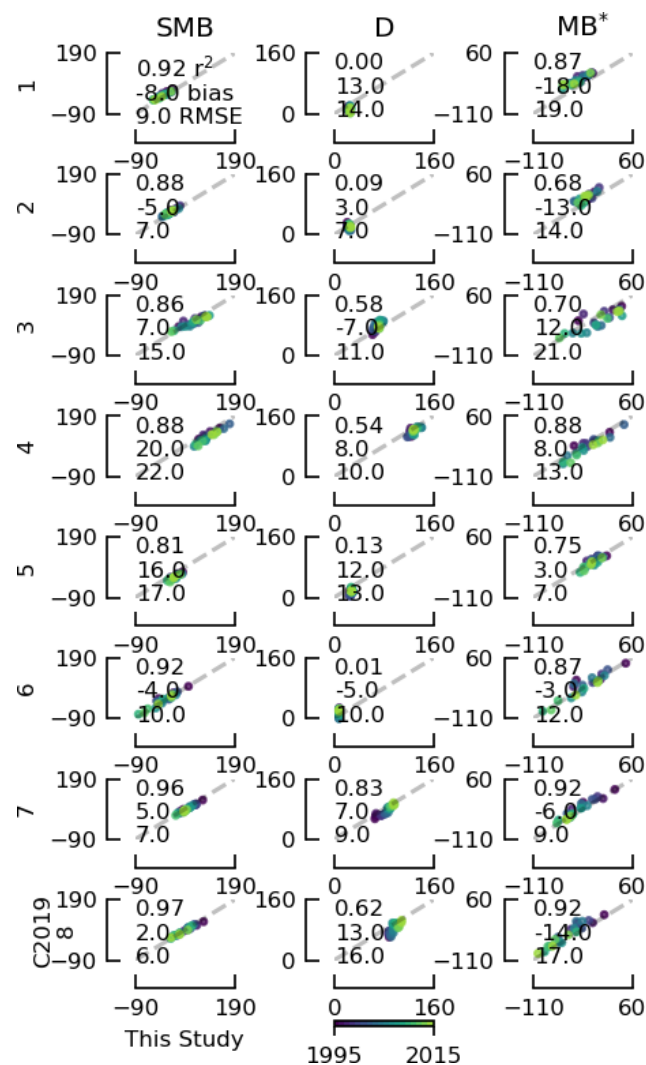 SMB D MB*
190 160 60
1 0.92 r² 0.00 0.87
-8.0 bias 13.0 -18.0
−90 9.0 RMSE 0 14.0 −110 19.0
−90 190 0 160 −110 60
190 160 60
2 0.88 0.09 0.68
-5.0 3.0 -13.0
−90 7.0 0 7.0 −110 14.0
−90 190 0 160 −110 60
190 160 60
3 0.86 0.58 0.70
7.0 -7.0 12.0
−90 15.0 0 11.0 −110 21.0
−90 190 0 160 −110 60
190 160 60
4 0.88 0.54 0.88
20.0 8.0 8.0
−90 22.0 0 10.0 −110 13.0
−90 190 0 160 −110 60
190 160 60
5 0.81 0.13 0.75
16.0 12.0 3.0
−90 17.0 0 13.0 −110 7.0
−90 190 0 160 −110 60
190 160 60
6 0.92 0.01 0.87
-4.0 -5.0 -3.0
−90 10.0 0 10.0 −110 12.0
−90 190 0 160 −110 60
190 160 60
7 0.96 0.83 0.92
5.0 7.0 -6.0
−90 7.0 0 9.0 −110 9.0
−90 190 0 160 −110 60
190 160 60
C2019
8 0.97 0.62 0.92
2.0 13.0 -14.0
−90 6.0 0 16.0 −110 17.0
−90 190 0 160 −110 60
This Study
1995 2015